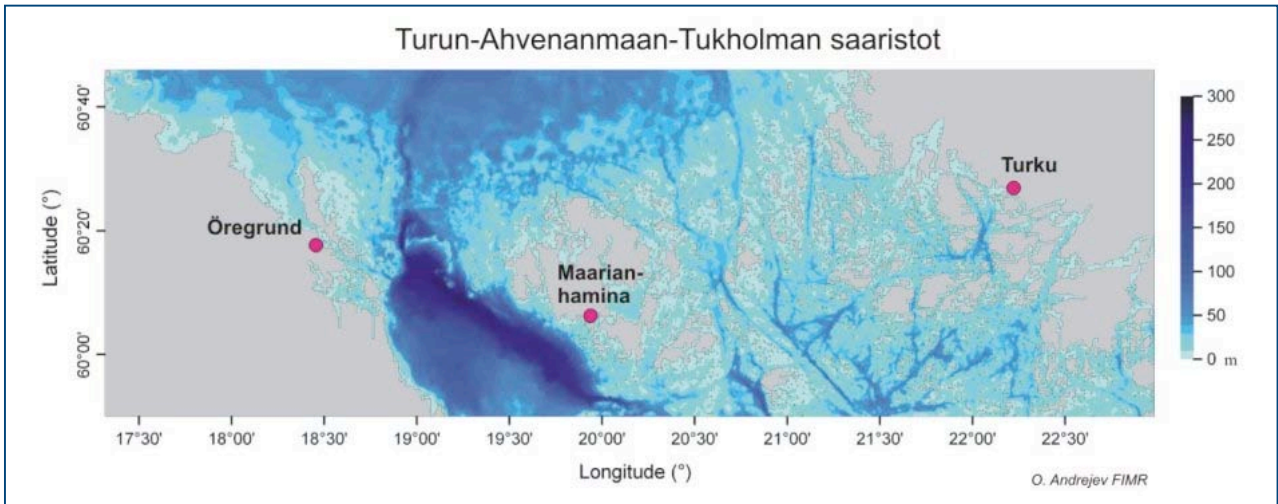 Turun-Ahvenanmaan-Tukholman saaristot
Latitude (°)
60°40'
60°20'
60°00'
Öregrund
Maarian-
hamina
Turku
300
250
200
150
100
50
0 m
17°30' 18°00' 18°30' 19°00' 19°30' 20°00' 20°30' 21°00' 21°30' 22°00' 22°30'
Longitude (°)
O. Andrejev FIMR